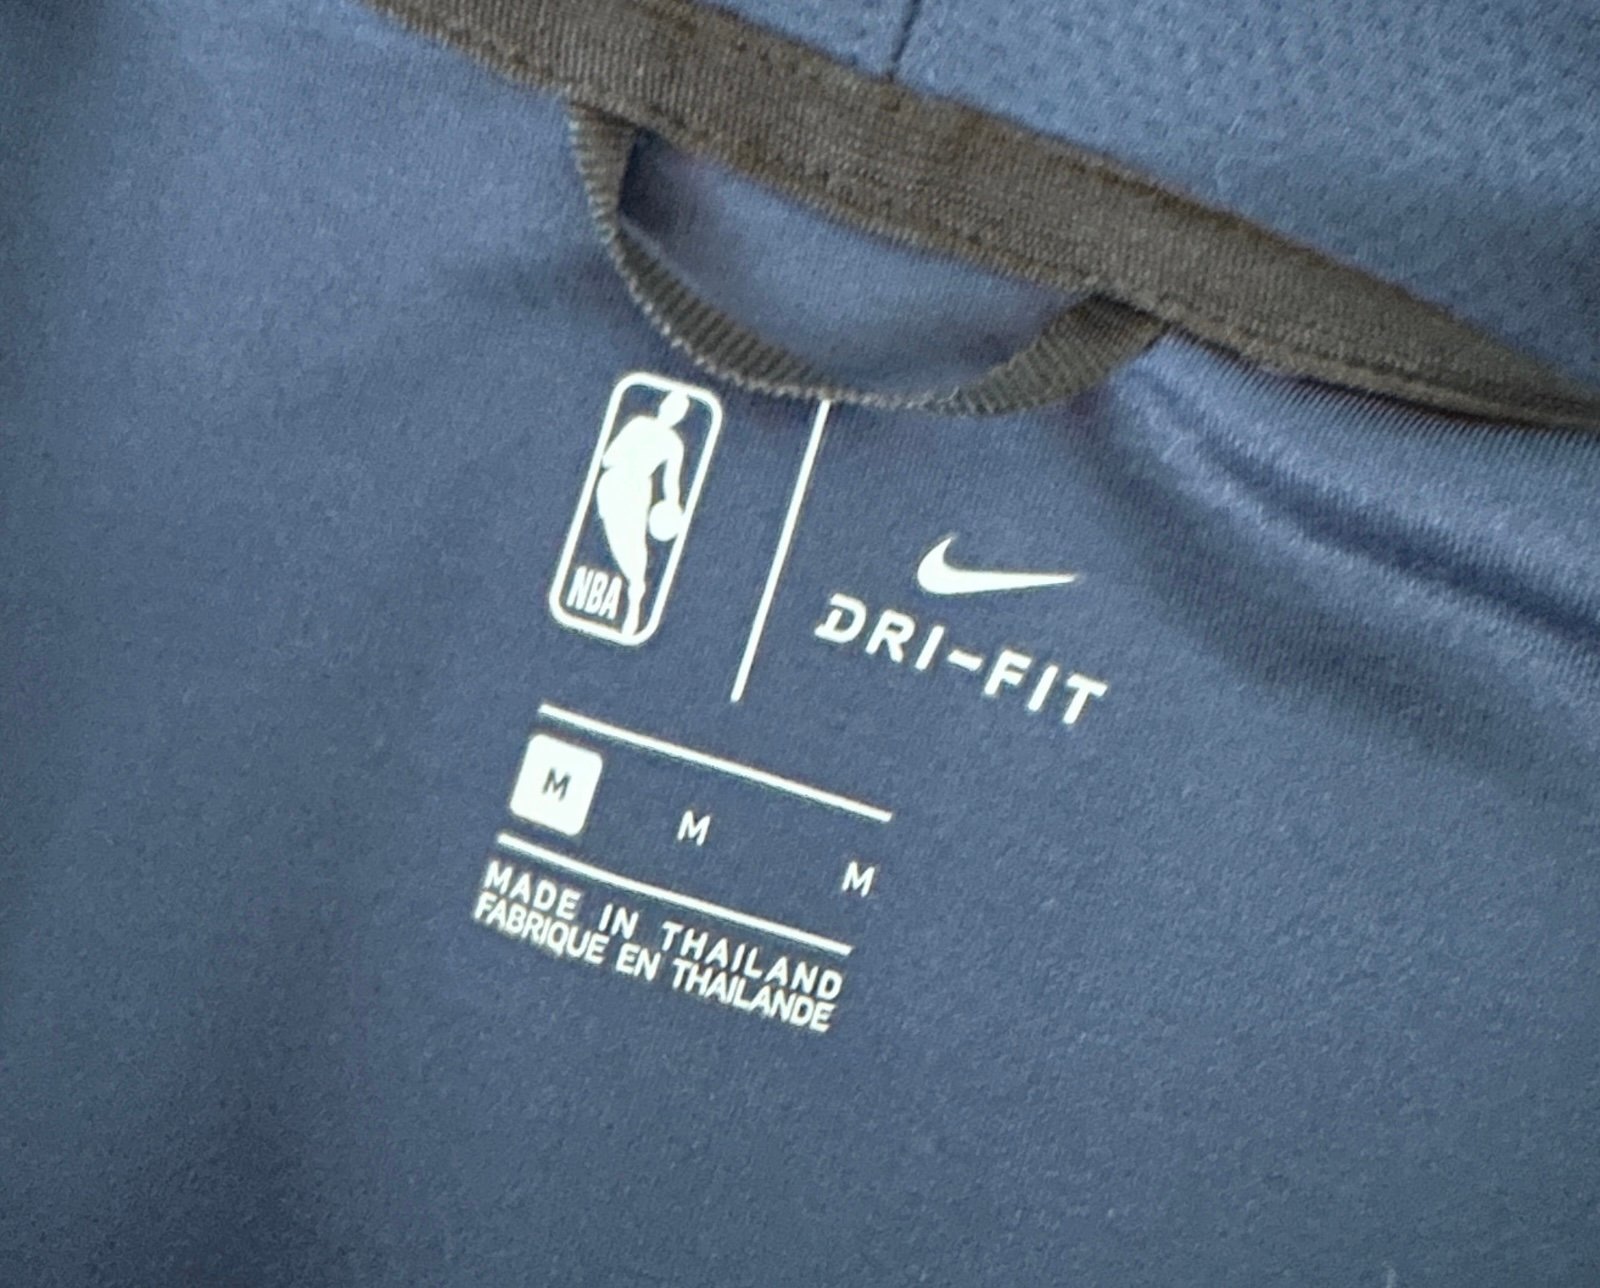 NBA
DRI-FIT
M M M
MADE IN THAILAND
FABRIQUE EN THAILANDE